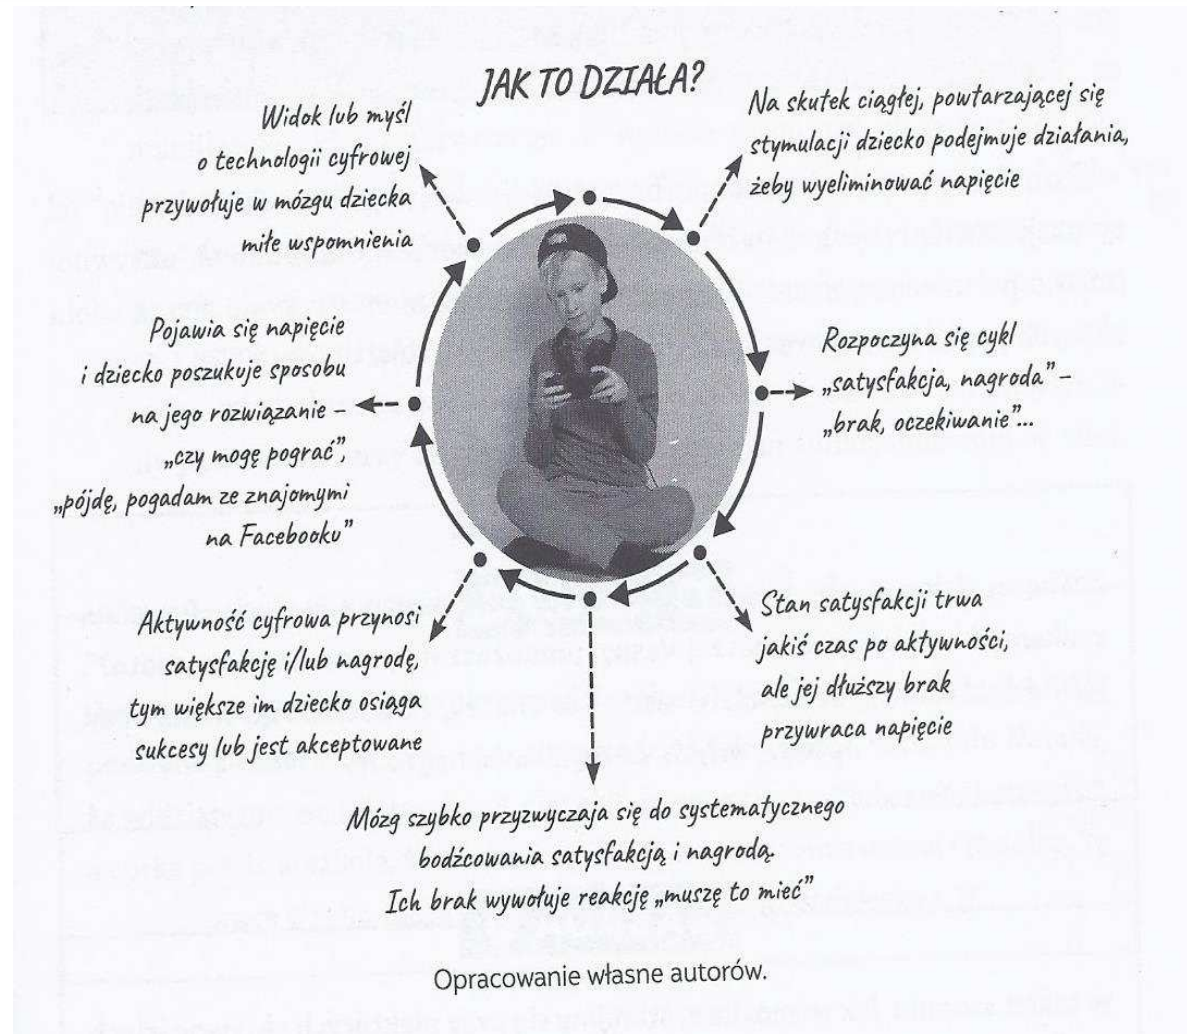 JAK TO DZIAŁA?
Widok lub myśl
o technologii cyfrowej
przywołuje w mózgu dziecka
miłe wspomnienia
Na skutek ciągłej, powtarzającej się
stymulacji dziecko podejmuje działania,
żeby wyeliminować napięcie
Rozpoczyna się cykl
„satysfakcja, nagroda” –
„brak, oczekiwanie”...
Stan satysfakcji trwa
jakiś czas po aktywności,
ale jej dłuższy brak
przywraca napięcie
Mózg szybko przyzwyczaja się do systematycznego
bodźcowania satysfakcją i nagrodą.
Ich brak wywołuje reakcję „muszę to mieć”
Aktywność cyfrowa przynosi
satysfakcję i/lub nagrodę,
tym większe im dziecko osiąga
sukcesy lub jest akceptowane
Pojawia się napięcie
i dziecko poszukuje sposobu
na jego rozwiązanie –
„czy mogę pograć”,
„pójdę, pogadam ze znajomymi
na Facebooku”
Opracowanie własne autorów.